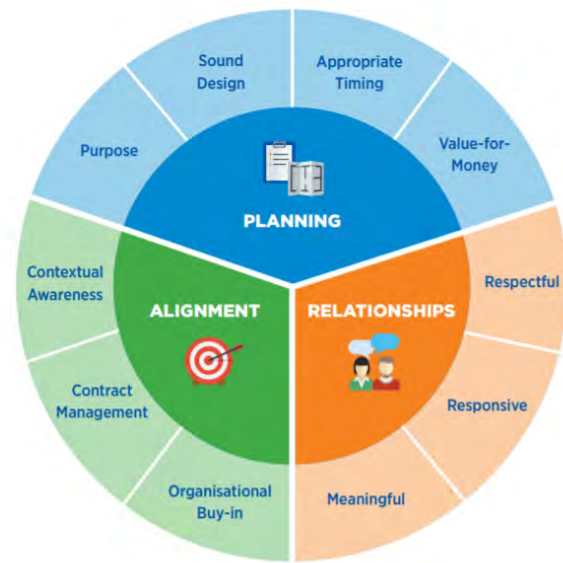 Sound
Design
Appropriate
Timing
Purpose
Value-for-
Money
PLANNING
Contextual
Awareness
ALIGNMENT
RELATIONSHIPS
Respectful
Contract
Management
Responsive
Organisational
Buy-in
Meaningful